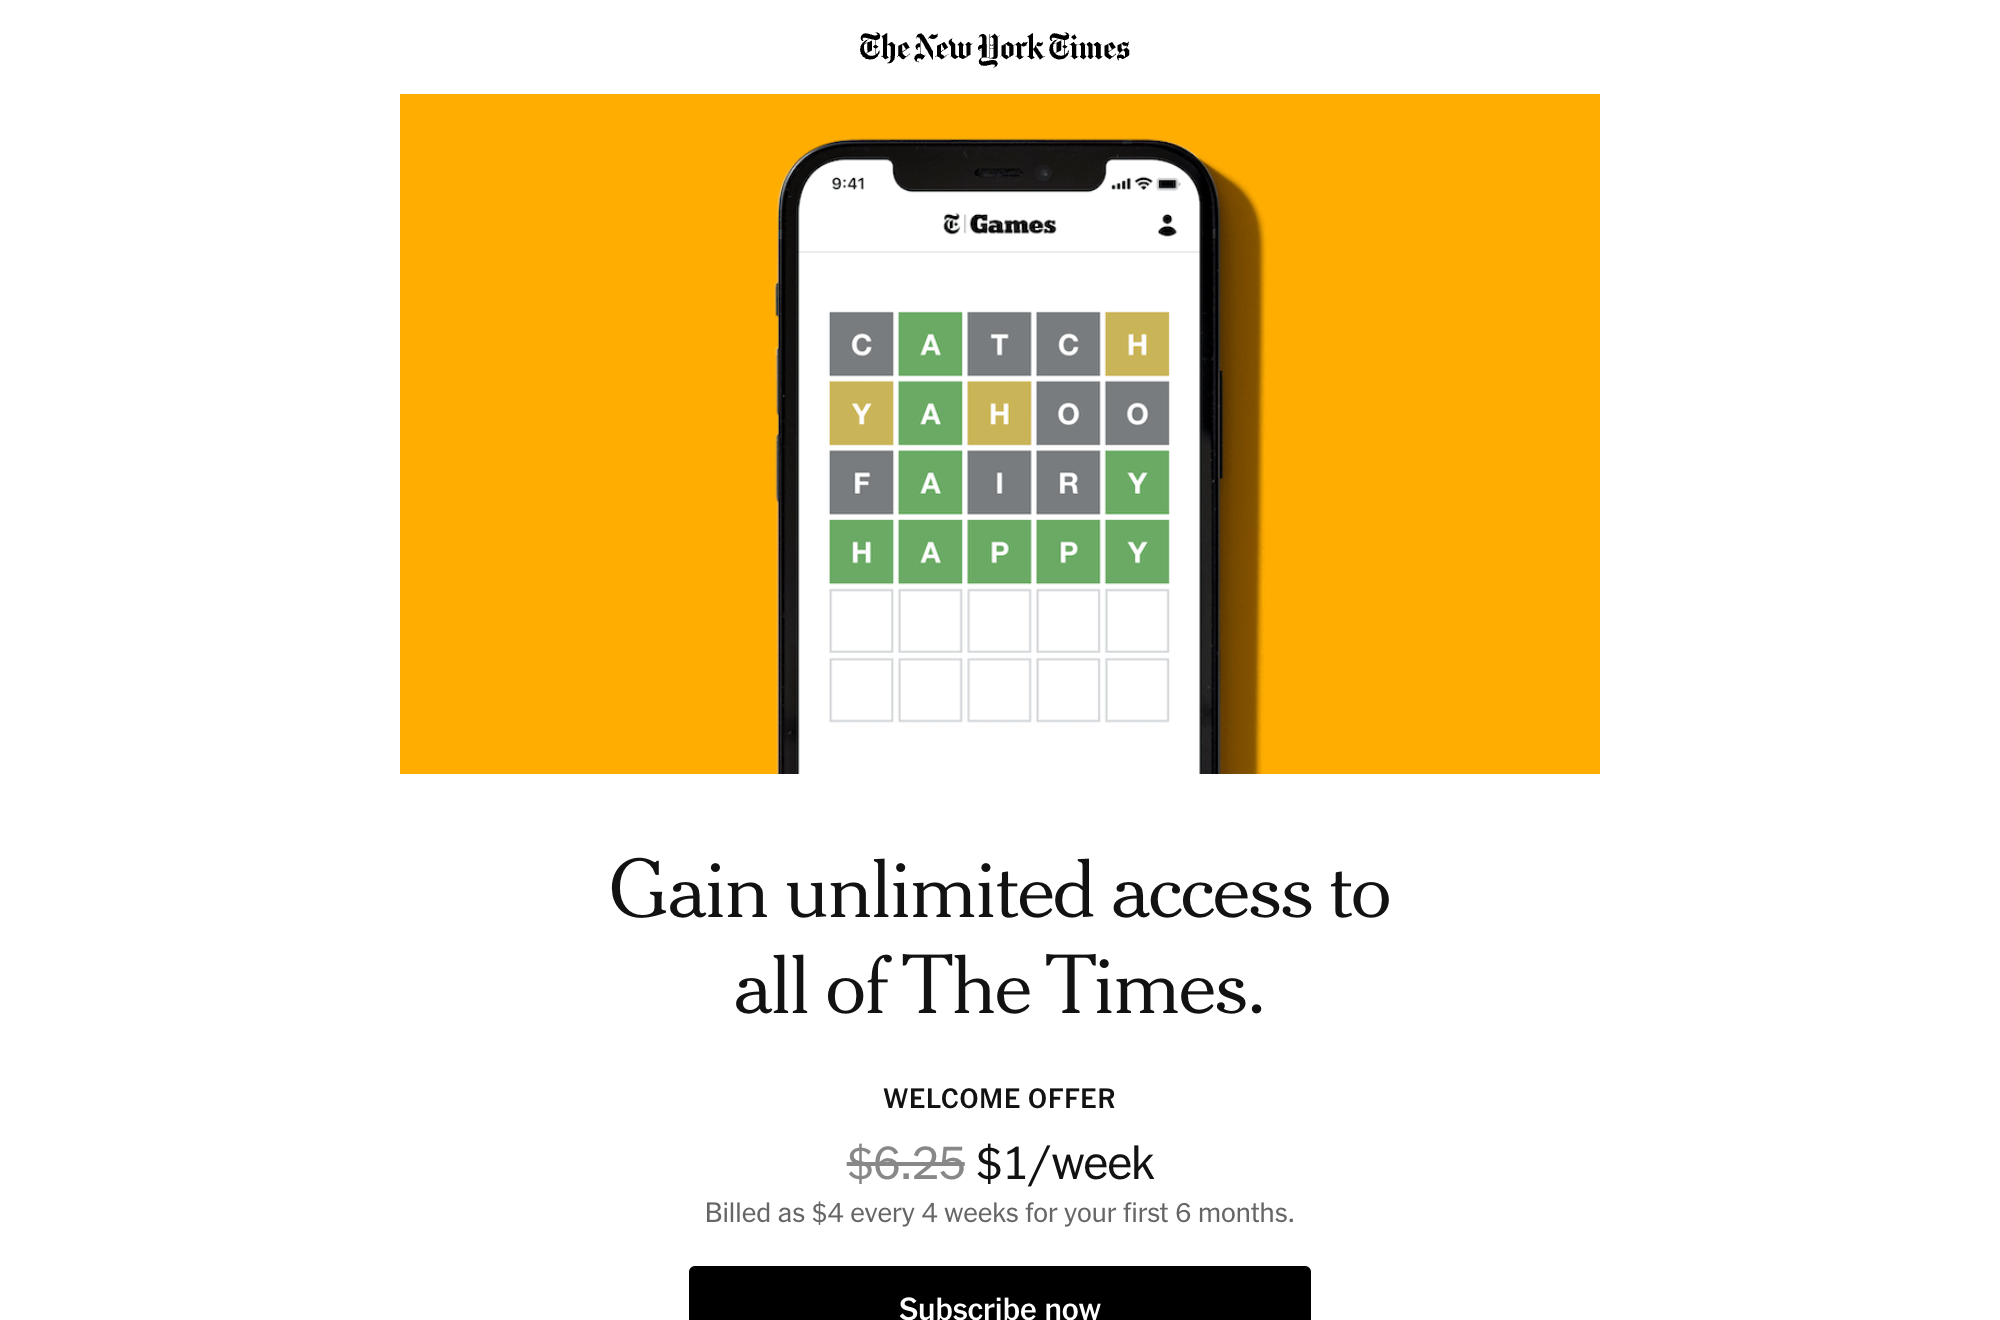 The New York Times
9:41
T Games
C A T C H
Y A H O O
F A I R Y
H A P P Y
Gain unlimited access to
all of The Times.
WELCOME OFFER
$6.25 $1/week
Billed as $4 every 4 weeks for your first 6 months.
Subscribe now